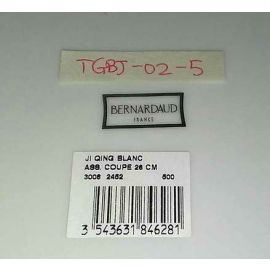 TGBJ-02-5
BERNARDAUD
FRANCE
JI QING BLANC
ASS. COUPE 26 CM
3006 2452 500
3 543631 846281